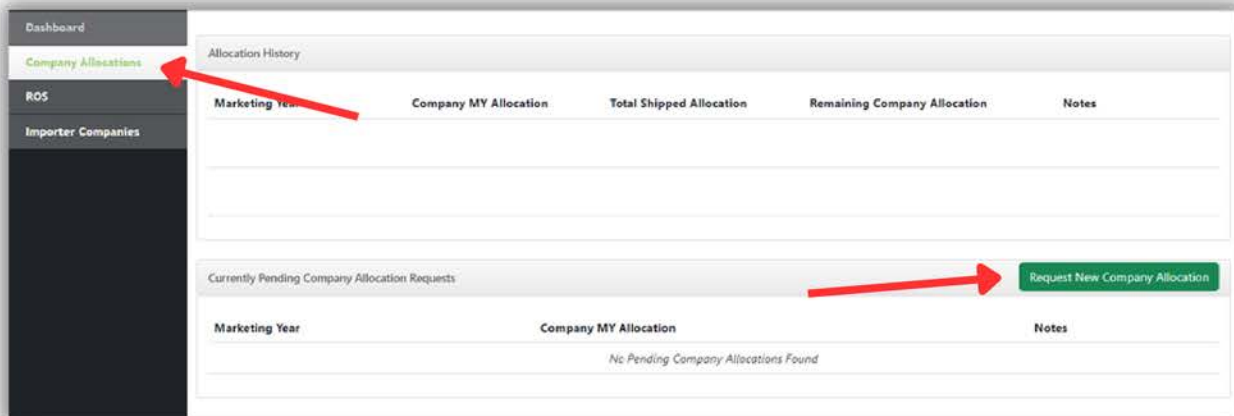 Dashboard
Company Allocations
ROS
Importer Companies
Allocation History
Marketing Year Company MY Allocation Total Shipped Allocation Remaining Company Allocation Notes
Currently Pending Company Allocation Requests Request New Company Allocation
Marketing Year Company MY Allocation Notes
No Pending Company Allocations Found